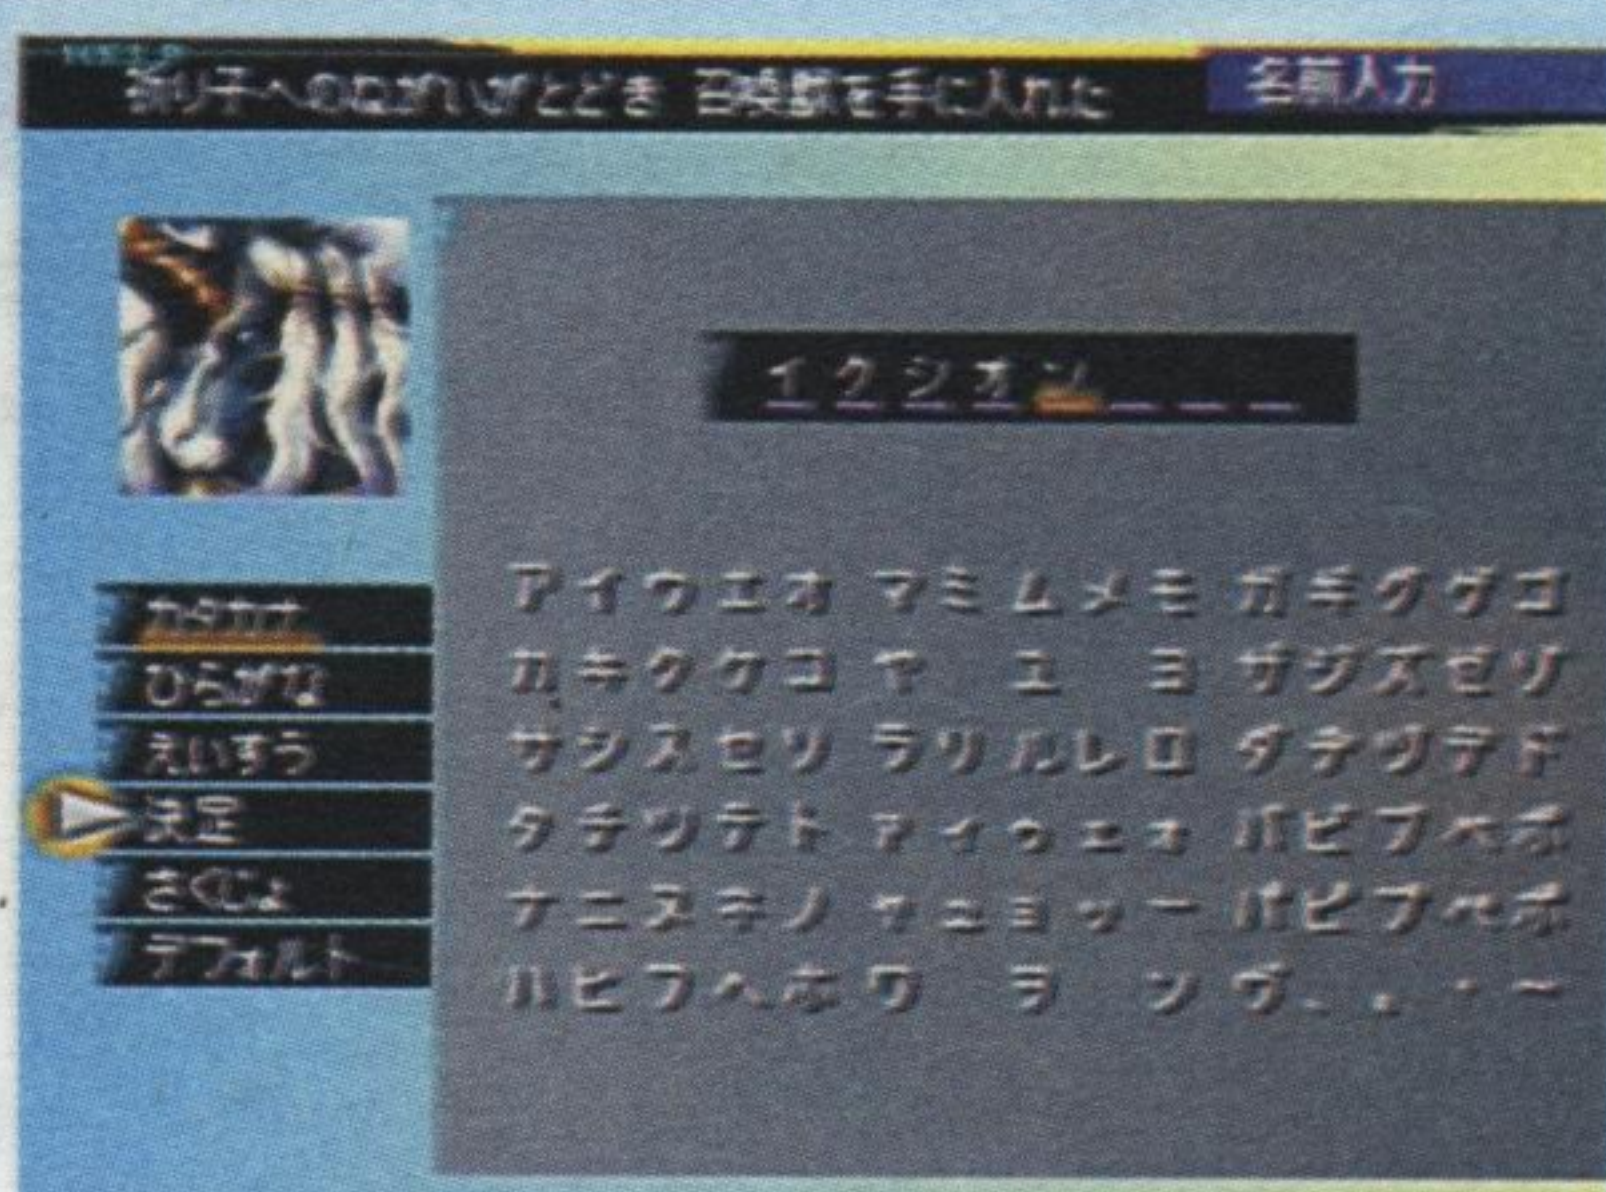 HELP
祈り子へのねがいがとどき 召喚獣を手に入れた
名前入力
イクシオン
カタカナ
ひらがな
えいすう
決定
さくじょ
デフォルト
アイウエオ マミムメモ ガギグゲゴ
カキクケコ ヤ ユ ヨ ザジズゼゾ
サシスセソ ラリルレロ ダヂヅデド
タチツテト ァィゥェォ バビブベボ
ナニヌネノ ャュョッー パピプペポ
ハヒフヘホ ワ ヲ ン ヴ、。・～